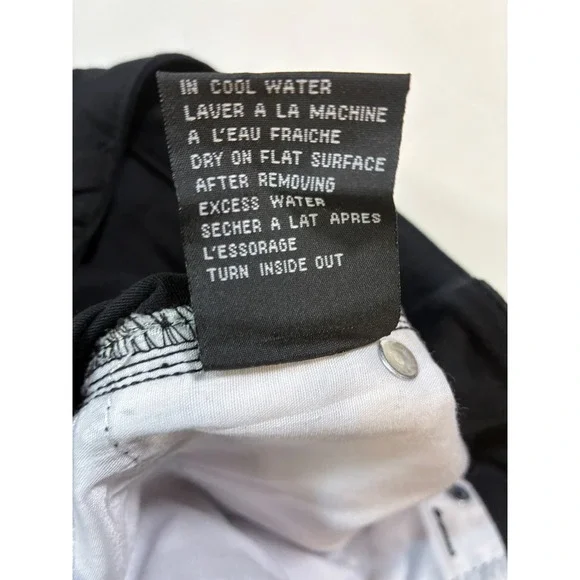 IN COOL WATER
LAVER A LA MACHINE
A L'EAU FRAICHE
DRY ON FLAT SURFACE
AFTER REMOVING
EXCESS WATER
SECHER A LAT APRES
L'ESSORAGE
TURN INSIDE OUT